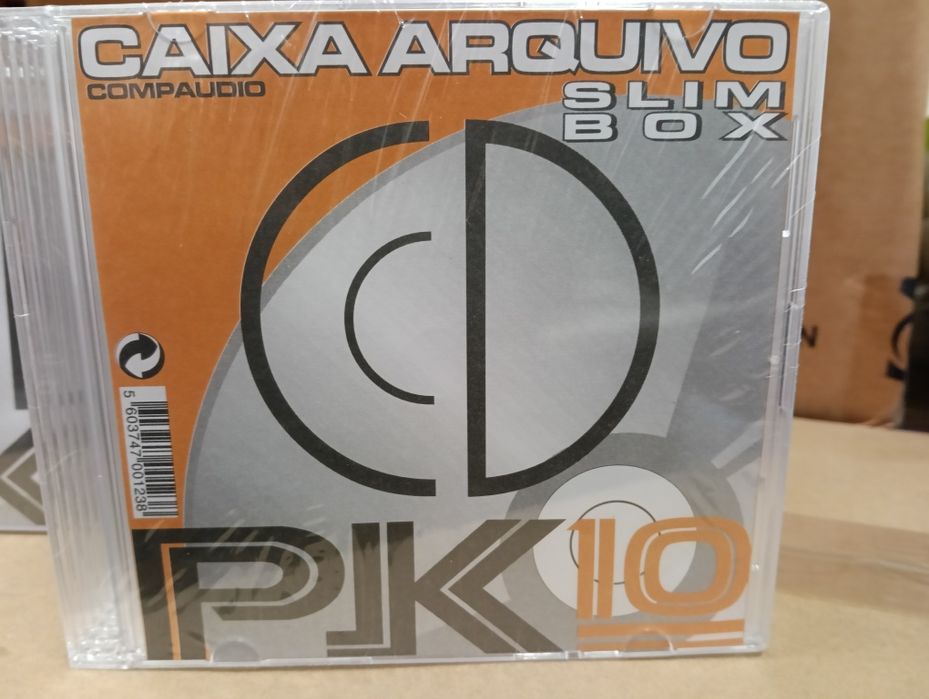 CAIXA ARQUIVO
COMPAUDIO
SLIM
BOX
CD
5 603747 001238
PK10